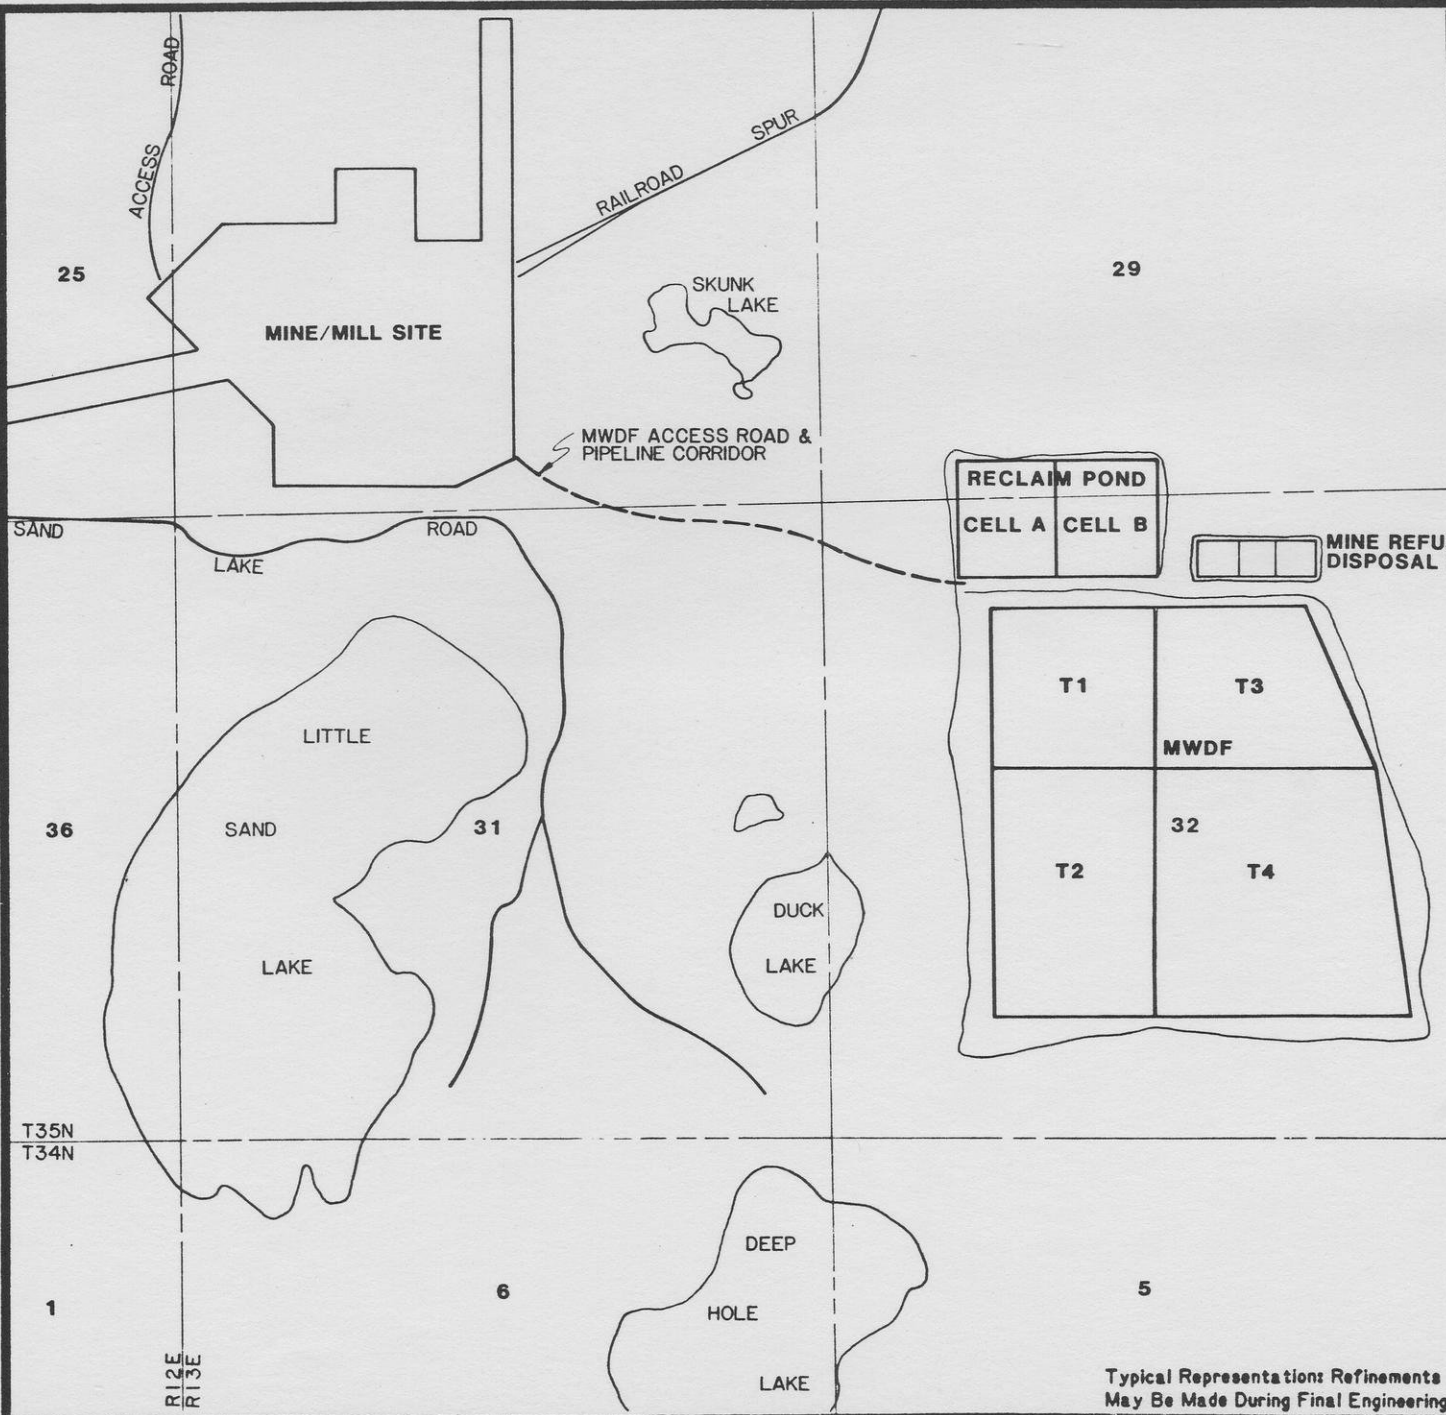 ACCESS ROAD
RAILROAD SPUR
25
29
SKUNK
LAKE
MINE/MILL SITE
MWDF ACCESS ROAD &
PIPELINE CORRIDOR
RECLAIM POND
CELL A CELL B
SAND LAKE ROAD
MINE REFU
DISPOSAL
T1
T3
LITTLE
SAND
LAKE
MWDF
36
31
32
T2
T4
DUCK
LAKE
T35N
T34N
DEEP
HOLE
LAKE
1
6
5
R12E
R13E
Typical Representation: Refinements
May Be Made During Final Engineering